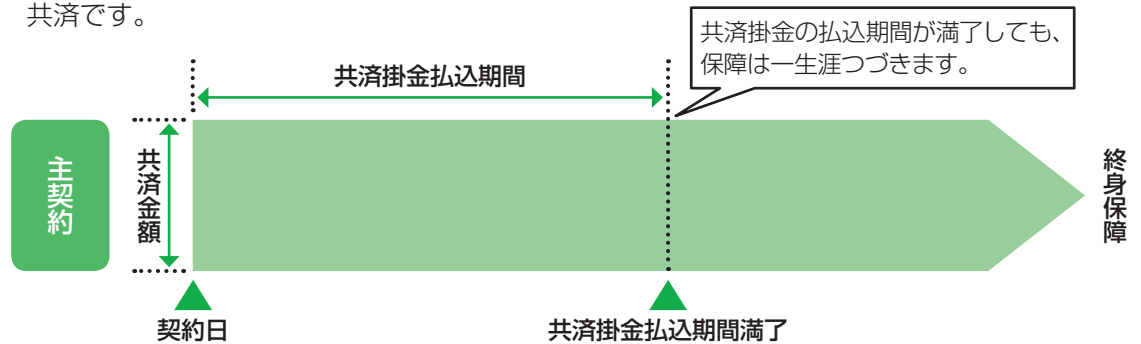 共済です。
共済掛金の払込期間が満了しても、
保障は一生涯つづきます。
共済掛金払込期間
主契約
共済金額
終身保障
契約日
共済掛金払込期間満了